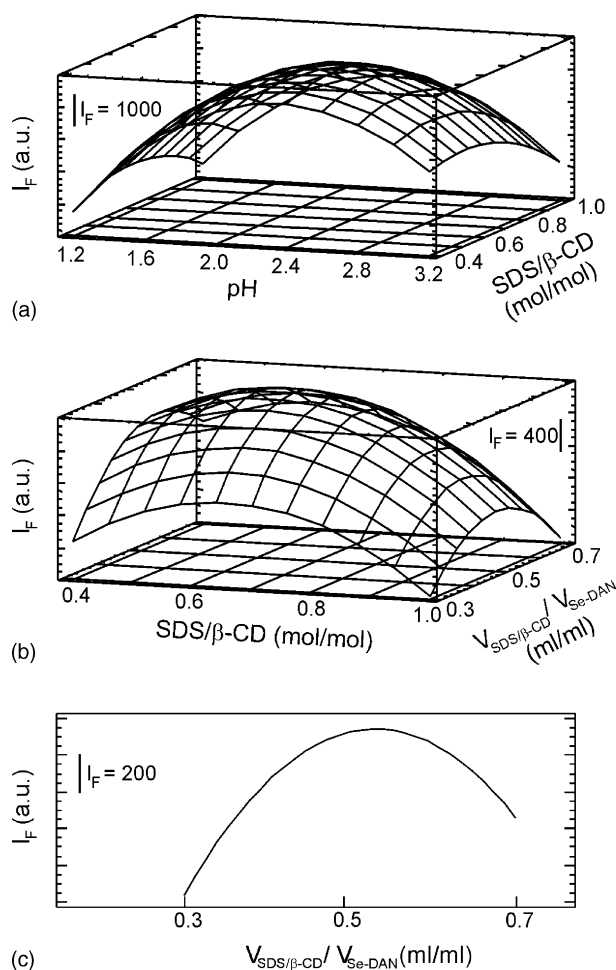 I_F (a.u.)
I_F = 1000
1.2 1.6 2.0 2.4 2.8 3.2
pH
0.4 0.6 0.8 1.0
SDS/β-CD
(mol/mol)
(a)
I_F (a.u.)
I_F = 400
0.4 0.6 0.8 1.0
SDS/β-CD (mol/mol)
0.3 0.5 0.7
V_SDS/β-CD / V_Se-DAN
(ml/ml)
(b)
I_F (a.u.)
I_F = 200
0.3 0.5 0.7
V_SDS/β-CD / V_Se-DAN (ml/ml)
(c)